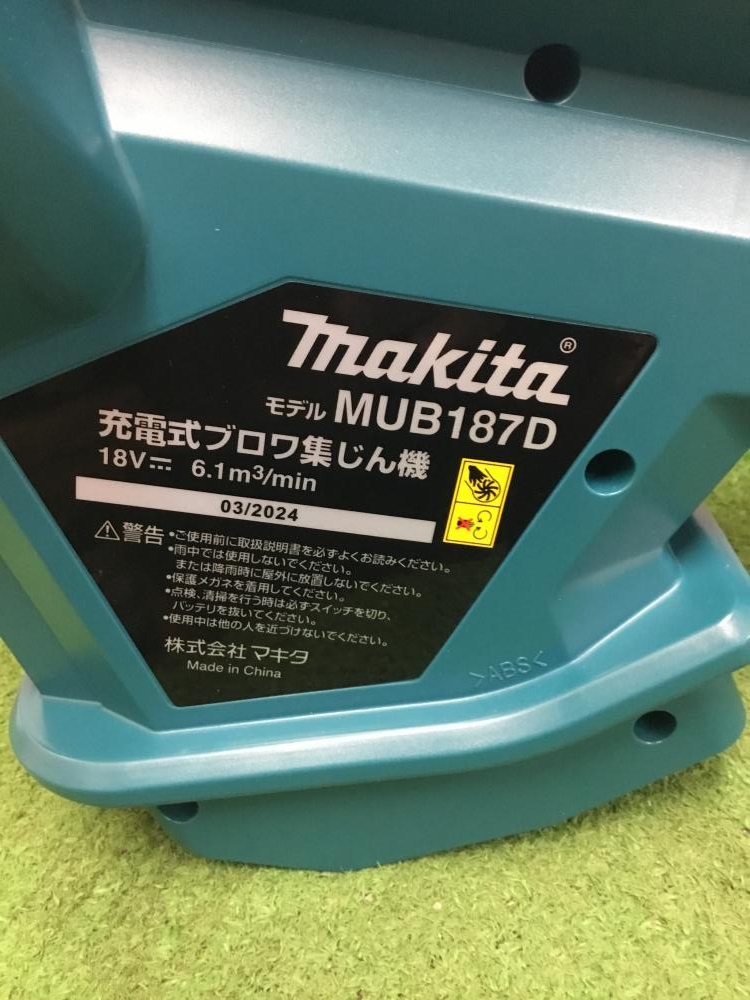 makita®
モデル MUB187D
充電式ブロワ集じん機
18V⎓ 6.1m³/min
03/2024
⚠警告 •ご使用前に取扱説明書を必ずよくお読みください。
•雨中では使用しないでください。
または降雨時に屋外に放置しないでください。
•保護メガネを着用してください。
•点検、清掃を行う時は必ずスイッチを切り、
バッテリを抜いてください。
•使用中は他の人を近づけないでください。
株式会社マキタ
Made in China
>ABS<